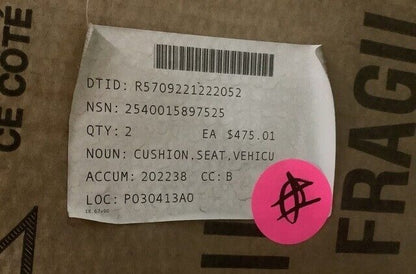 CE COTÉ
DTID: R5709221222052
NSN: 2540015897525
QTY: 2 EA $475.01
NOUN: CUSHION,SEAT,VEHICU
ACCUM: 202238 CC: B
LOC: P030413A0
FRAGIL